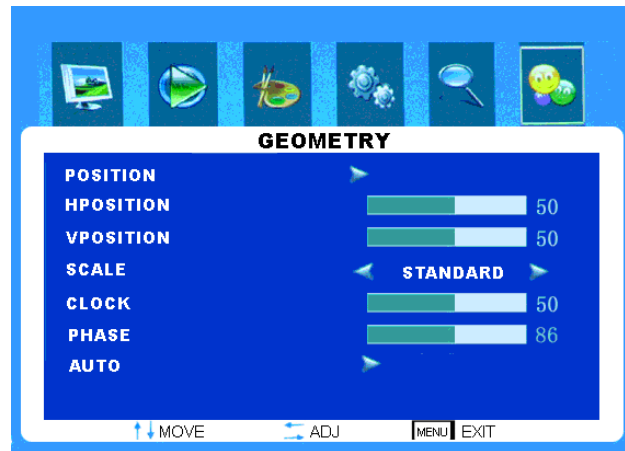 GEOMETRY
POSITION
HPOSITION 50
VPOSITION 50
SCALE STANDARD
CLOCK 50
PHASE 86
AUTO
MOVE ADJ MENU EXIT